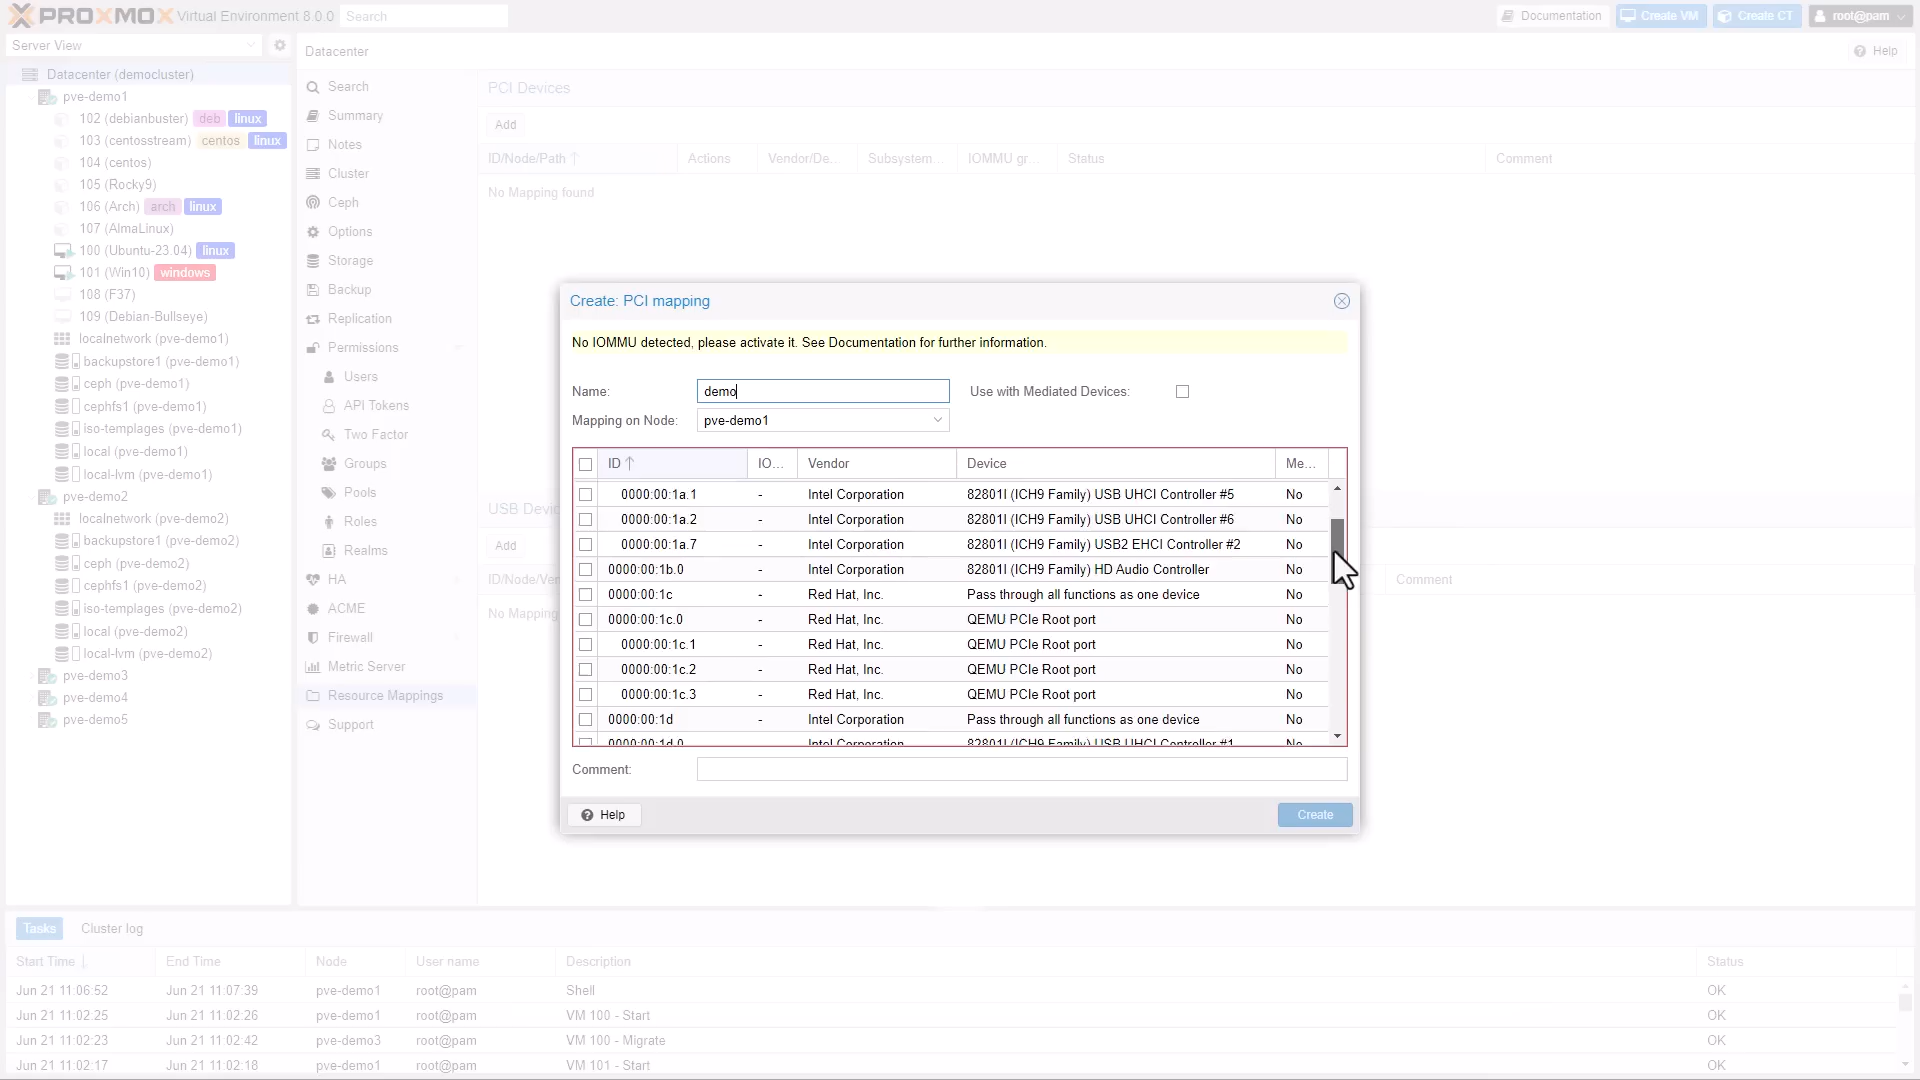 PROXMOX Virtual Environment 8.0.0 Search Documentation Create VM Create CT root@pam
Server View
Datacenter
Help
Datacenter (democluster)
pve-demo1
102 (debianbuster) deb linux
103 (centosstream) centos linux
104 (centos)
105 (Rocky9)
106 (Arch) arch linux
107 (AlmaLinux)
100 (Ubuntu-23.04) linux
101 (Win10) windows
108 (F37)
109 (Debian-Bullseye)
localnetwork (pve-demo1)
backupstore1 (pve-demo1)
ceph (pve-demo1)
cephfs1 (pve-demo1)
iso-templages (pve-demo1)
local (pve-demo1)
local-lvm (pve-demo1)
pve-demo2
localnetwork (pve-demo2)
backupstore1 (pve-demo2)
ceph (pve-demo2)
cephfs1 (pve-demo2)
iso-templages (pve-demo2)
local (pve-demo2)
local-lvm (pve-demo2)
pve-demo3
pve-demo4
pve-demo5
Search
Summary
Notes
Cluster
Ceph
Options
Storage
Backup
Replication
Permissions
Users
API Tokens
Two Factor
Groups
Pools
Roles
Realms
HA
ACME
Firewall
Metric Server
Resource Mappings
Support
PCI Devices
Add
ID/Node/Path Actions Vendor/De... Subsystem... IOMMU gr... Status Comment
No Mapping found
USB Devic
Add
ID/Node/Ven Comment
No Mapping
Create: PCI mapping
No IOMMU detected, please activate it. See Documentation for further information.
Name: demo Use with Mediated Devices:
Mapping on Node: pve-demo1
ID IO... Vendor Device Me...
0000:00:1a.1 - Intel Corporation 82801I (ICH9 Family) USB UHCI Controller #5 No
0000:00:1a.2 - Intel Corporation 82801I (ICH9 Family) USB UHCI Controller #6 No
0000:00:1a.7 - Intel Corporation 82801I (ICH9 Family) USB2 EHCI Controller #2 No
0000:00:1b.0 - Intel Corporation 82801I (ICH9 Family) HD Audio Controller No
0000:00:1c - Red Hat, Inc. Pass through all functions as one device No
0000:00:1c.0 - Red Hat, Inc. QEMU PCIe Root port No
0000:00:1c.1 - Red Hat, Inc. QEMU PCIe Root port No
0000:00:1c.2 - Red Hat, Inc. QEMU PCIe Root port No
0000:00:1c.3 - Red Hat, Inc. QEMU PCIe Root port No
0000:00:1d - Intel Corporation Pass through all functions as one device No
0000:00:1d.0 Intel Corporation 82801I (ICH9 Family) USB UHCI Controller #1 No
Comment:
Help Create
Tasks Cluster log
Start Time End Time Node User name Description Status
Jun 21 11:06:52 Jun 21 11:07:39 pve-demo1 root@pam Shell OK
Jun 21 11:02:25 Jun 21 11:02:26 pve-demo1 root@pam VM 100 - Start OK
Jun 21 11:02:23 Jun 21 11:02:42 pve-demo3 root@pam VM 100 - Migrate OK
Jun 21 11:02:17 Jun 21 11:02:18 pve-demo1 root@pam VM 101 - Start OK